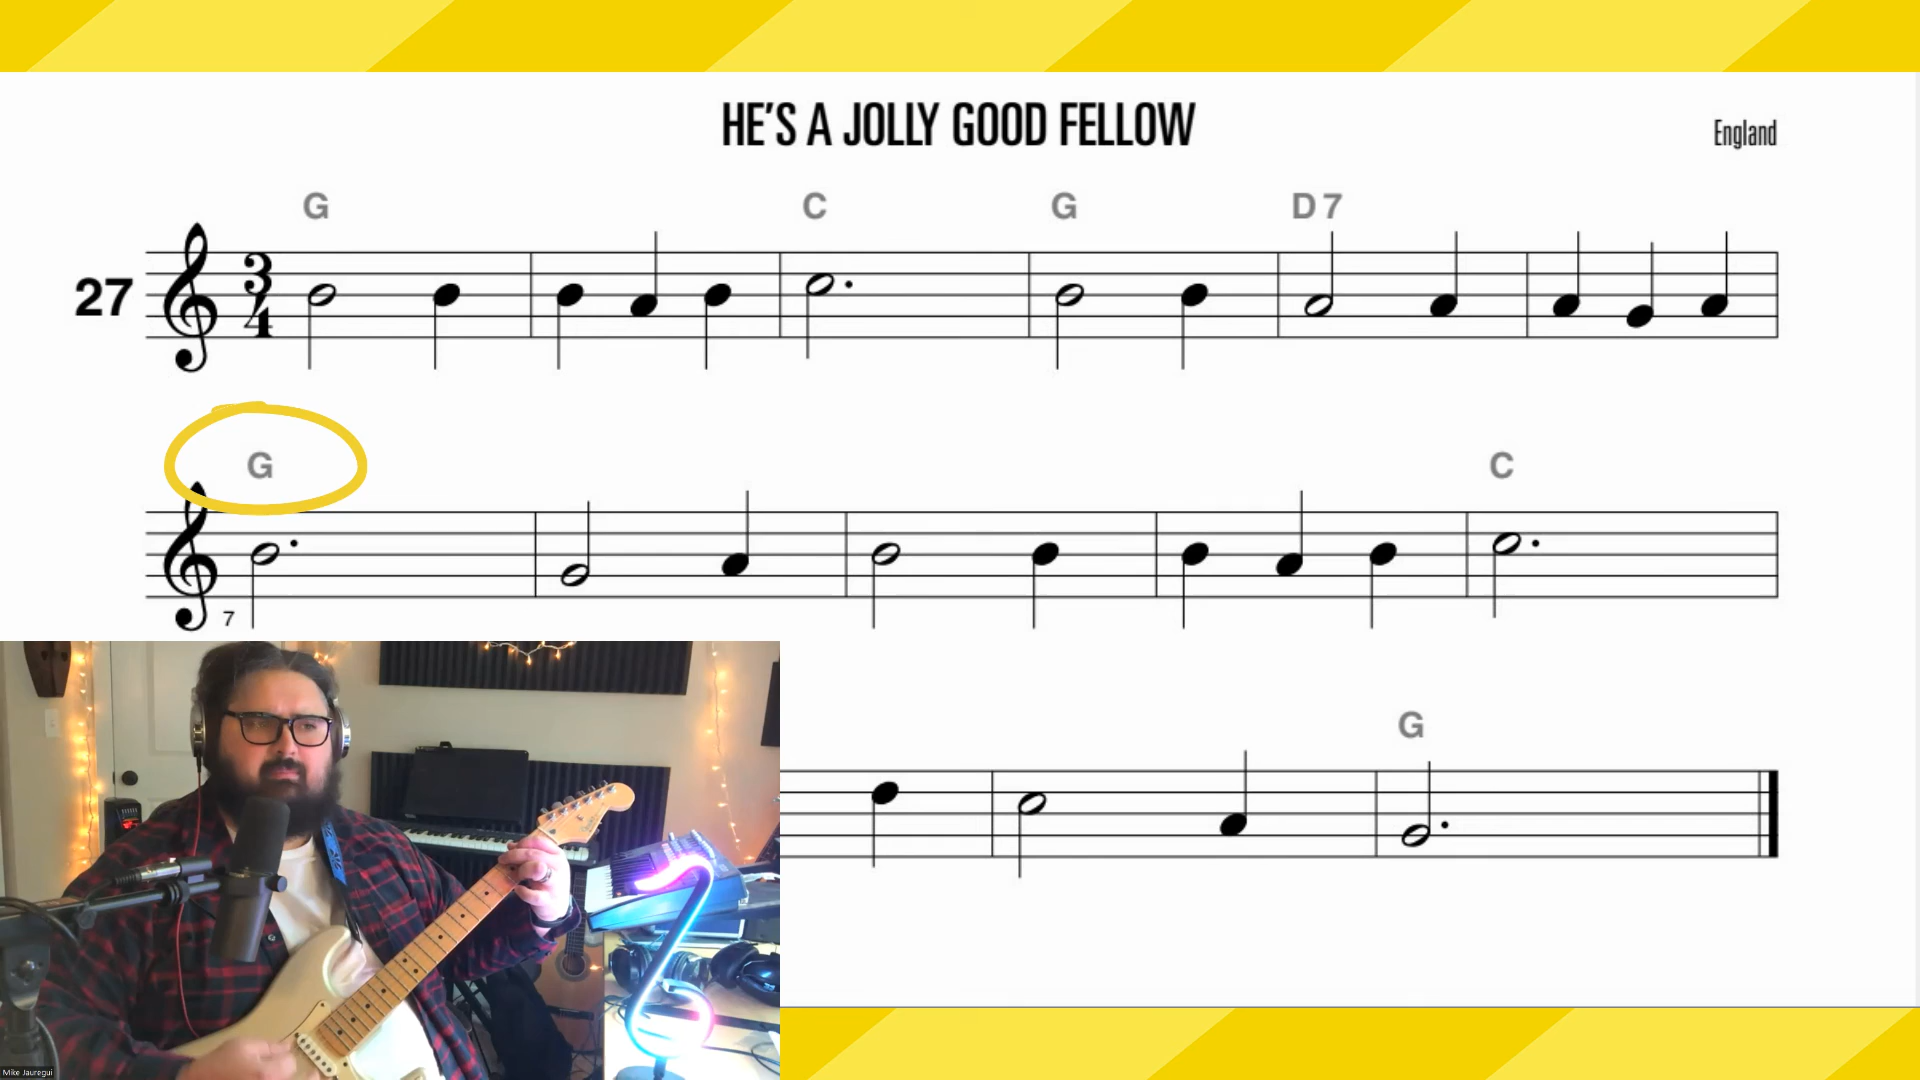 HE'S A JOLLY GOOD FELLOW
England
G C G D7
27
3
4
G C
7
G
Mike Jauregui